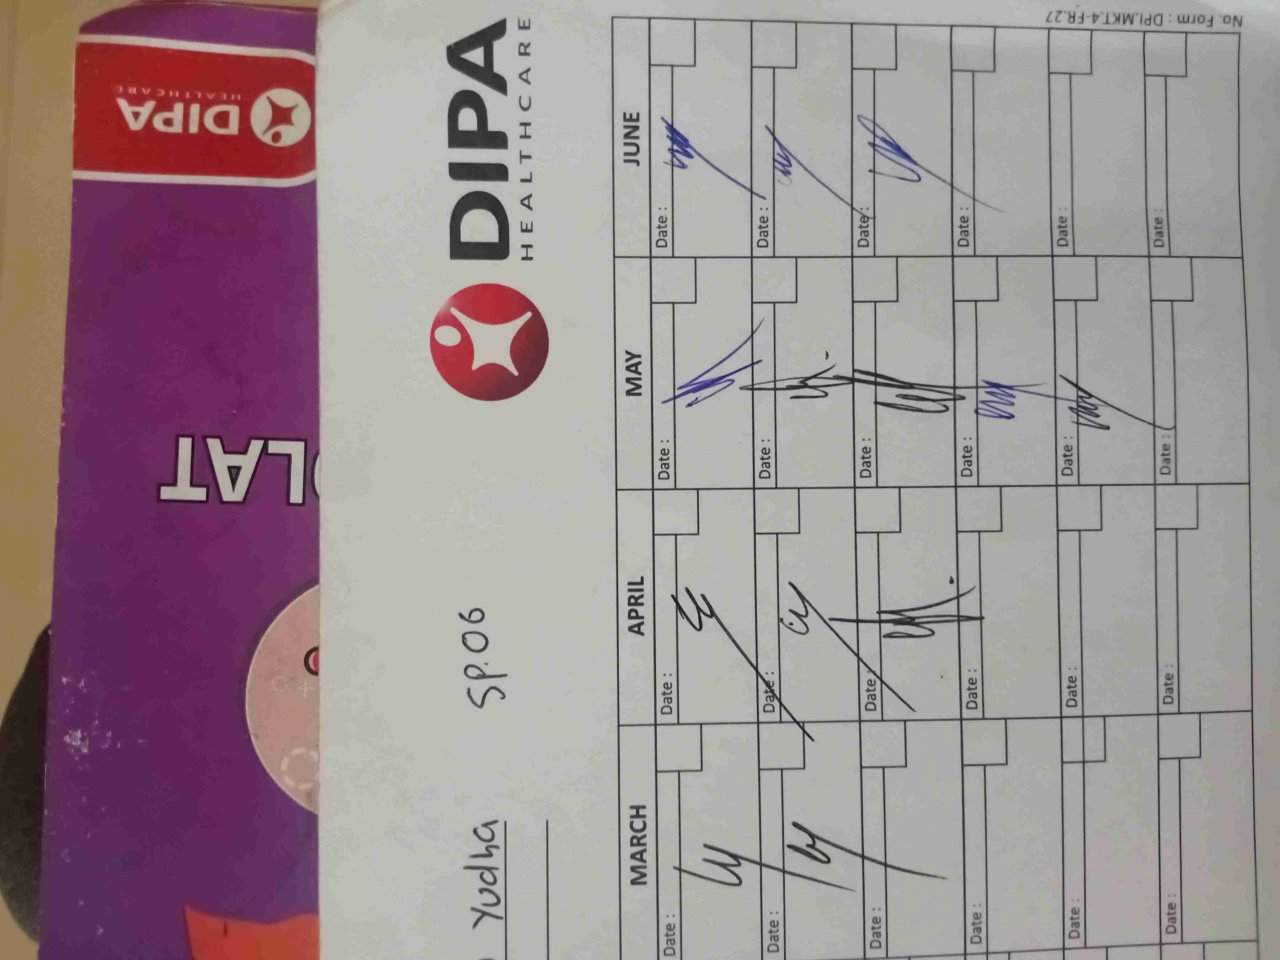 DIPA
HEALTHCARE
LAT
DIPA
HEALTHCARE
Yudha SP.06
MARCH APRIL MAY JUNE
Date : Date : Date : Date :
Date : Date : Date : Date :
Date : Date : Date : Date :
Date : Date : Date : Date :
Date : Date : Date : Date :
Date : Date : Date : Date :
No. Form : DPI.MKT.4-FR.27